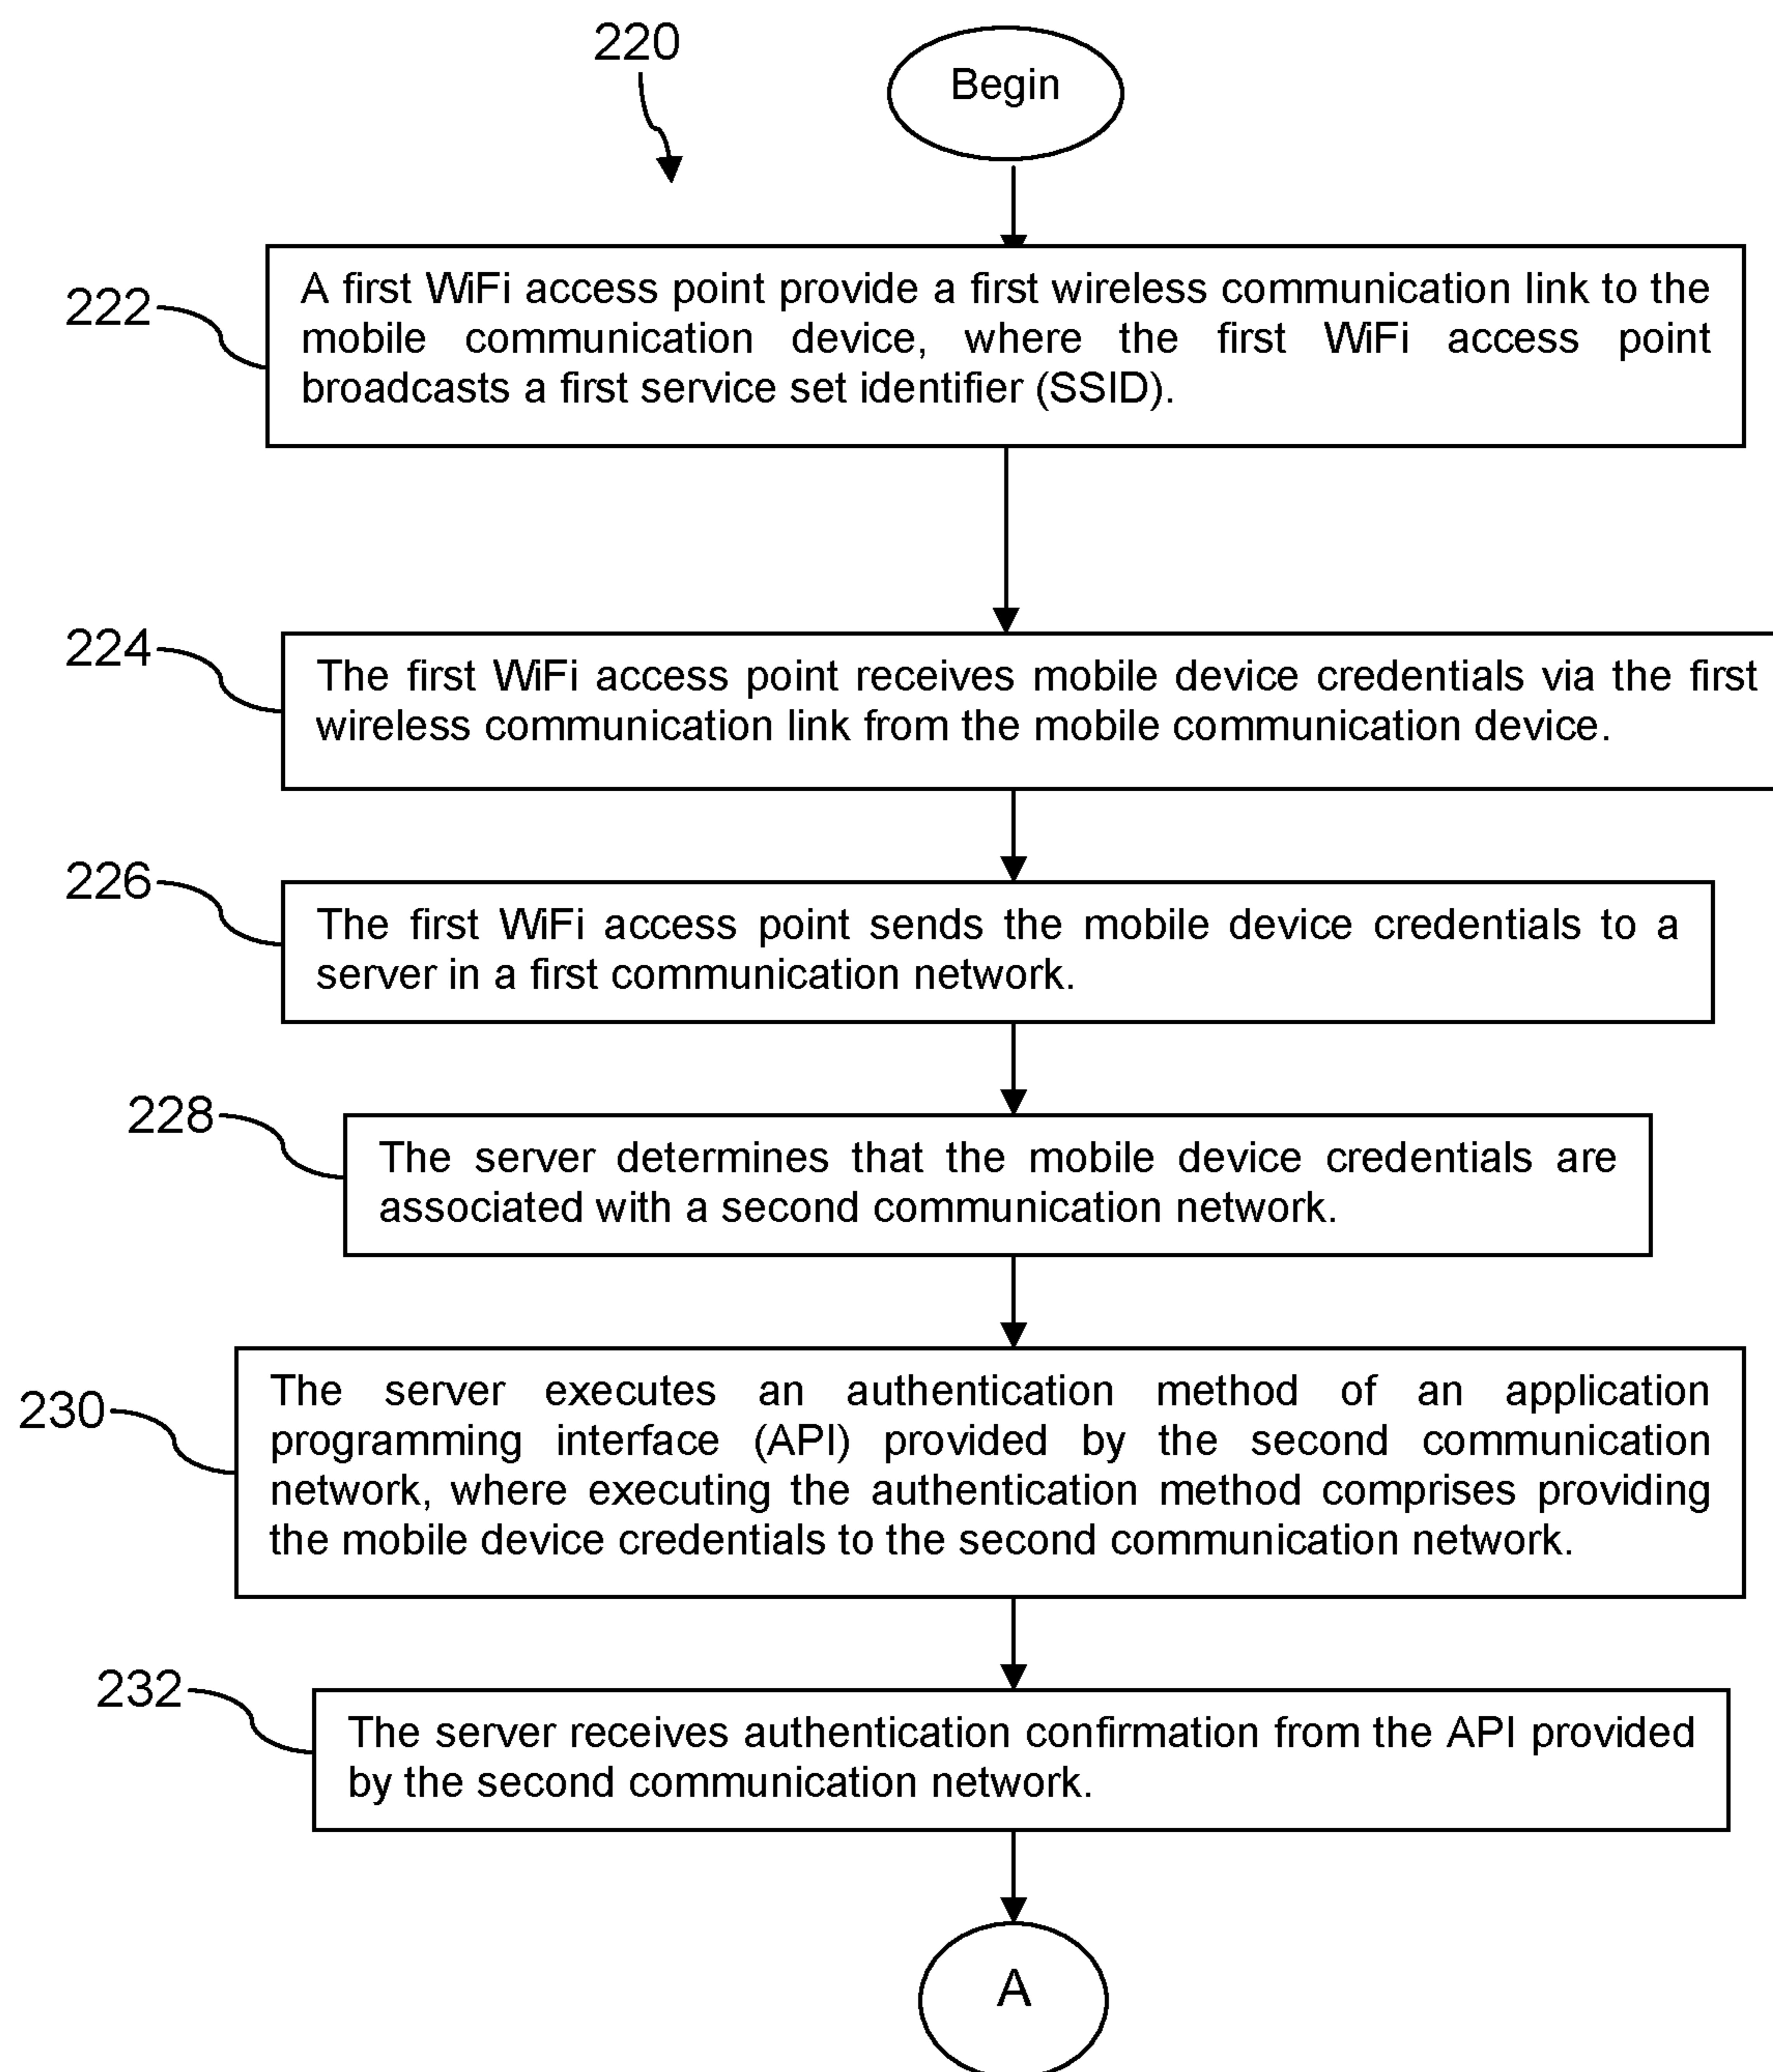 220
Begin
222
A first WiFi access point provide a first wireless communication link to the
mobile communication device, where the first WiFi access point
broadcasts a first service set identifier (SSID).
224
The first WiFi access point receives mobile device credentials via the first
wireless communication link from the mobile communication device.
226
The first WiFi access point sends the mobile device credentials to a
server in a first communication network.
228
The server determines that the mobile device credentials are
associated with a second communication network.
230
The server executes an authentication method of an application
programming interface (API) provided by the second communication
network, where executing the authentication method comprises providing
the mobile device credentials to the second communication network.
232
The server receives authentication confirmation from the API provided
by the second communication network.
A